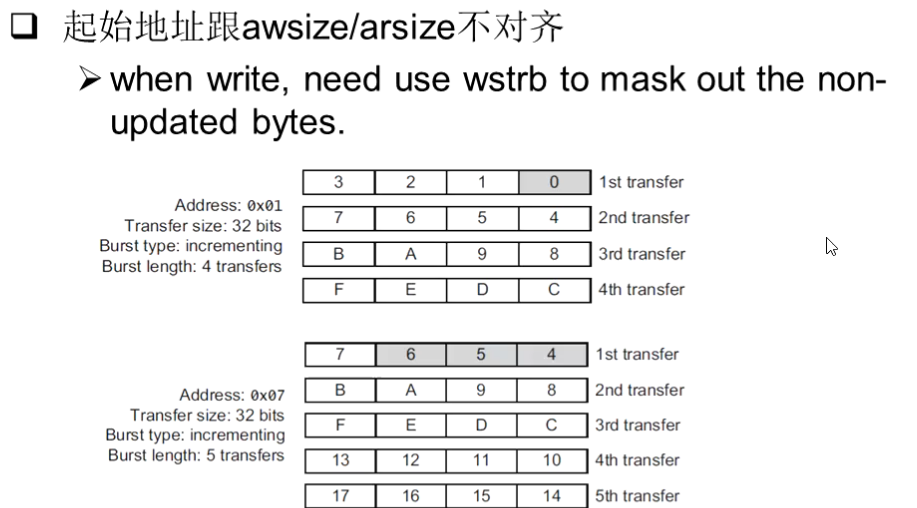 ❑ 起始地址跟awsize/arsize不对齐
➢ when write, need use wstrb to mask out the non-
updated bytes.
Address: 0x01
Transfer size: 32 bits
Burst type: incrementing
Burst length: 4 transfers
3 2 1 0 1st transfer
7 6 5 4 2nd transfer
B A 9 8 3rd transfer
F E D C 4th transfer
Address: 0x07
Transfer size: 32 bits
Burst type: incrementing
Burst length: 5 transfers
7 6 5 4 1st transfer
B A 9 8 2nd transfer
F E D C 3rd transfer
13 12 11 10 4th transfer
17 16 15 14 5th transfer